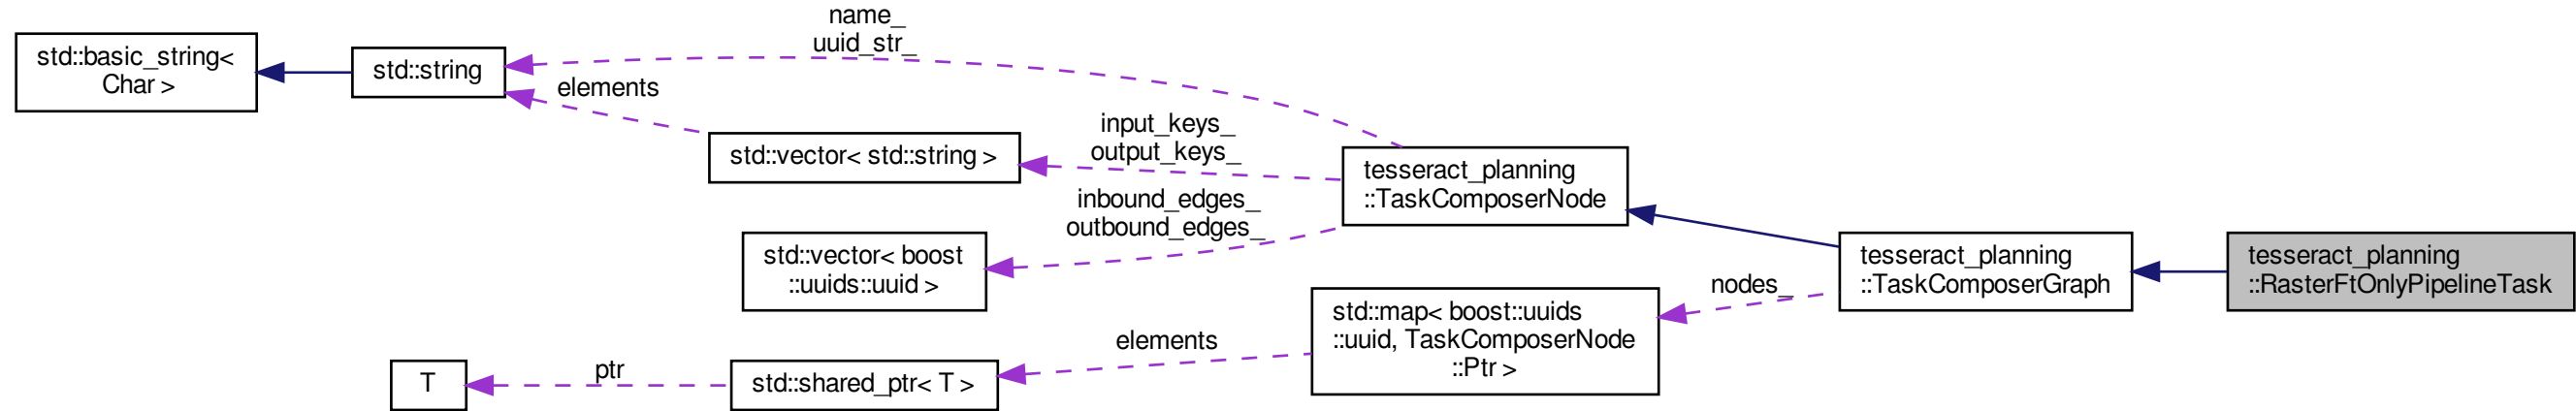 name_
uuid_str_
std::basic_string<
Char >
std::string
elements
input_keys_
output_keys_
std::vector< std::string >
tesseract_planning
::TaskComposerNode
inbound_edges_
outbound_edges_
std::vector< boost
::uuids::uuid >
tesseract_planning
::TaskComposerGraph
tesseract_planning
::RasterFtOnlyPipelineTask
nodes_
std::map< boost::uuids
::uuid, TaskComposerNode
::Ptr >
elements
ptr
T
std::shared_ptr< T >